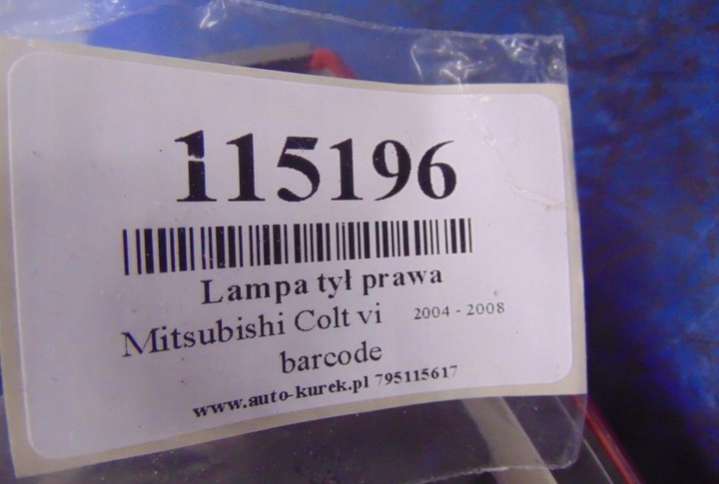 115196
Lampa tył prawa
Mitsubishi Colt vi 2004 - 2008
barcode
www.auto-kurek.pl 795115617